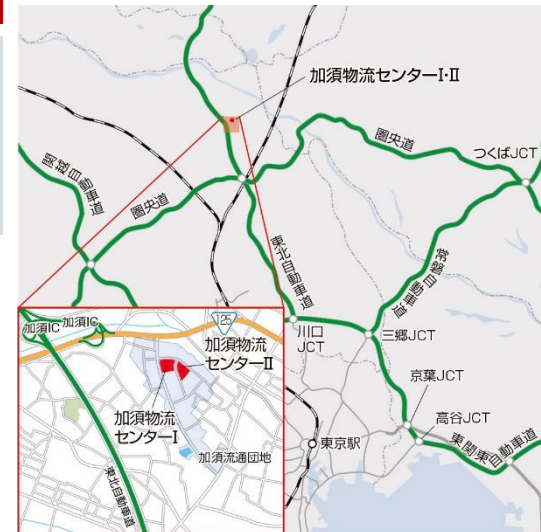 加須物流センターI・II
圏央道
つくばJCT
関越自動車道
圏央道
東北自動車道
常磐自動車道
川口
JCT
三郷JCT
京葉JCT
高谷JCT
東関東自動車道
東京駅
加須IC
加須IC
125
加須物流
センターII
加須物流
センターI
加須流通団地
東北自動車道